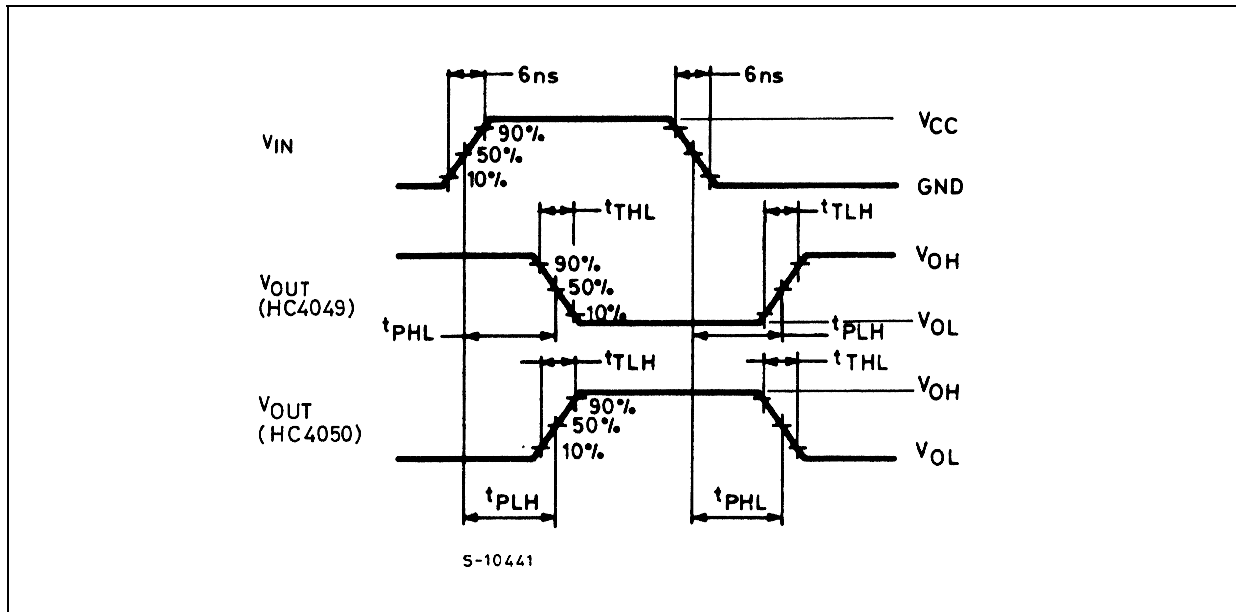 6ns 6ns
VIN 90% VCC
50%
10% GND
tTHL tTLH
VOUT 90% VOH
(HC4049) 50%
10% VOL
tPHL tPLH
tTLH tTHL
VOUT 90% VOH
(HC4050) 50%
10% VOL
tPLH tPHL
S-10441